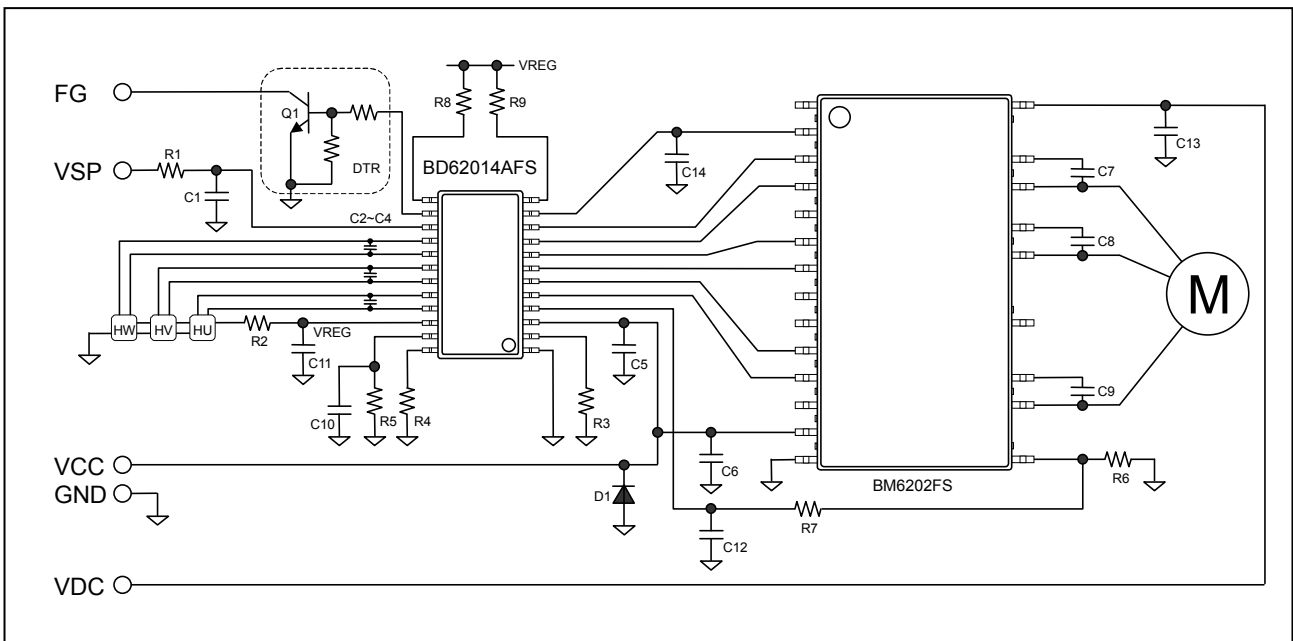 VREG
FG
R8
R9
Q1
DTR
VSP
R1
C1
BD62014AFS
C14
C13
C7
C2~C4
C8
M
HW
HV
HU
R2
VREG
C11
C5
C10
R5
R4
R3
C9
VCC
C6
R6
GND
D1
BM6202FS
R7
C12
VDC